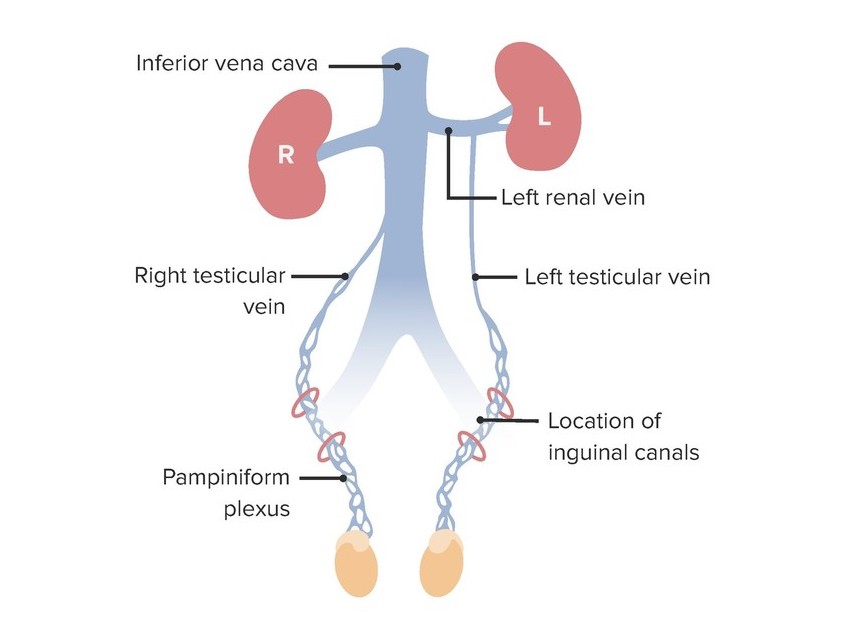 Inferior vena cava
L
R
Left renal vein
Right testicular
vein
Left testicular vein
Location of
inguinal canals
Pampiniform
plexus